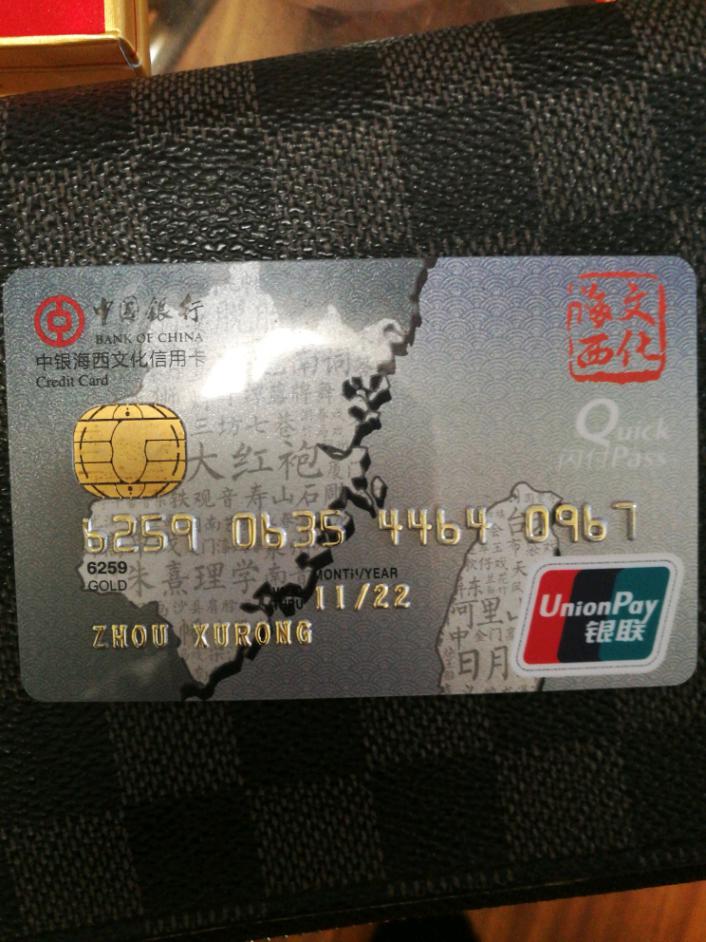 中国银行
BANK OF CHINA
中银海西文化信用卡
Credit Card
文化
海西
Quick
闪付Pass
三坊七巷
大红袍
铁观音 寿山石雕
6259 0635 4464 0967
6259
GOLD
朱熹理学
MONTH/YEAR
11/22
ZHOU XURONG
阿里
日月
UnionPay
银联